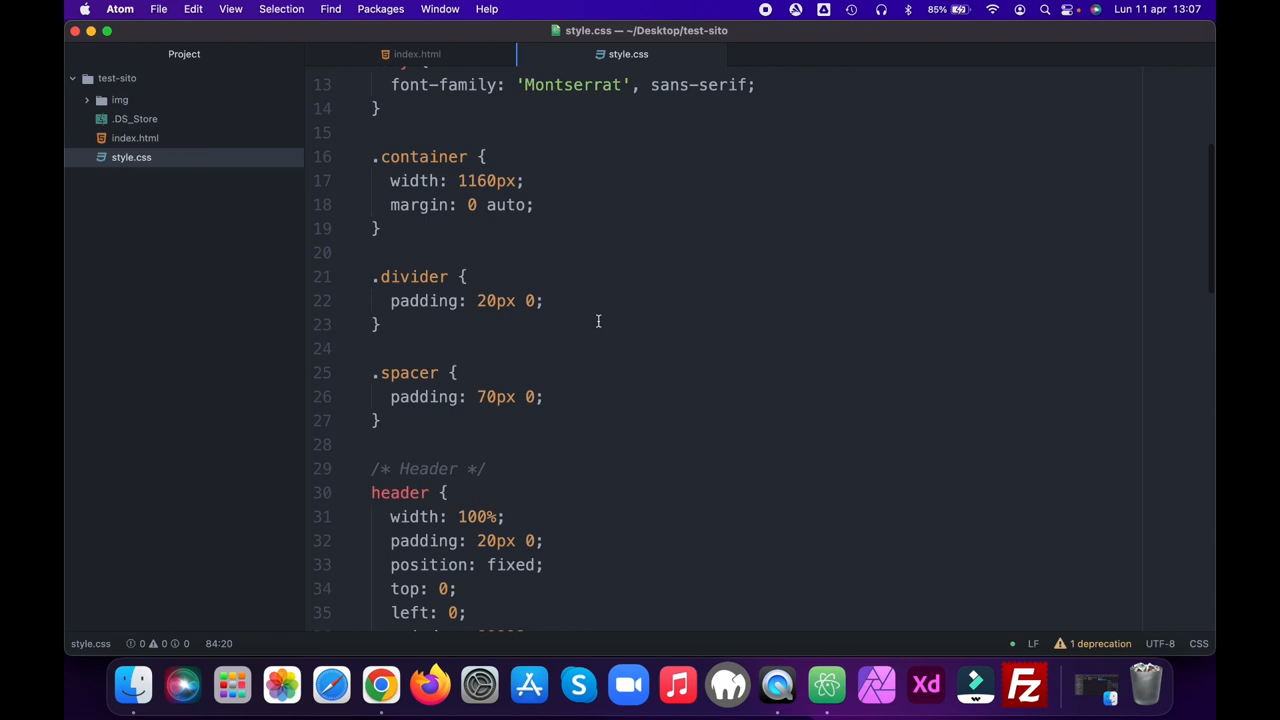 Atom File Edit View Selection Find Packages Window Help 85% Lun 11 apr 13:07
style.css — ~/Desktop/test-sito
Project index.html style.css
test-sito
img
.DS_Store
index.html
style.css
13 font-family: 'Montserrat', sans-serif;
14 }
15
16 .container {
17 width: 1160px;
18 margin: 0 auto;
19 }
20
21 .divider {
22 padding: 20px 0;
23 }
24
25 .spacer {
26 padding: 70px 0;
27 }
28
29 /* Header */
30 header {
31 width: 100%;
32 padding: 20px 0;
33 position: fixed;
34 top: 0;
35 left: 0;
style.css 0 0 0 84:20 LF 1 deprecation UTF-8 CSS
Xd Fz